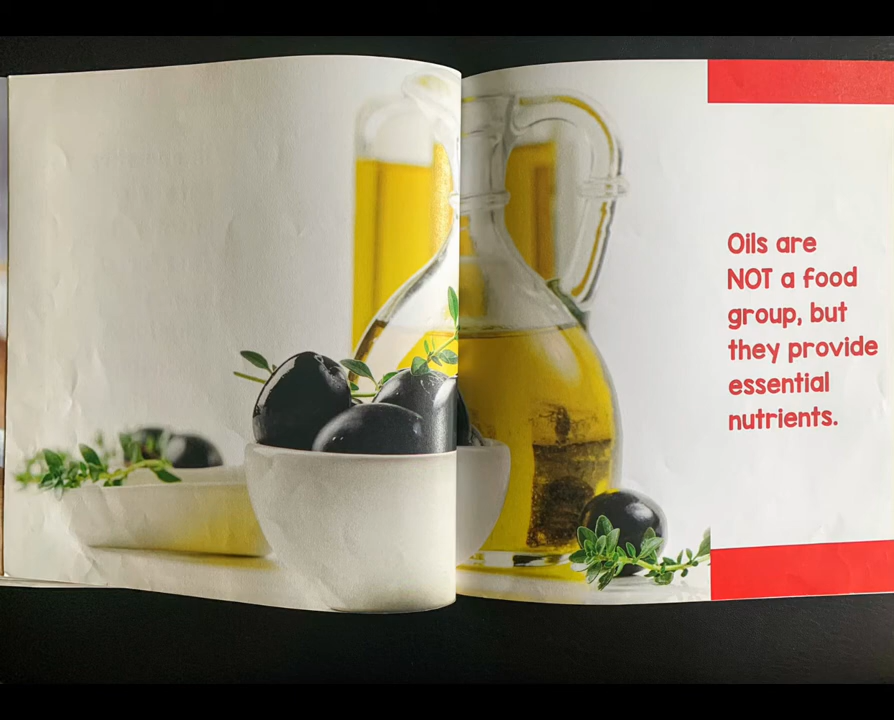 Oils are
NOT a food
group, but
they provide
essential
nutrients.